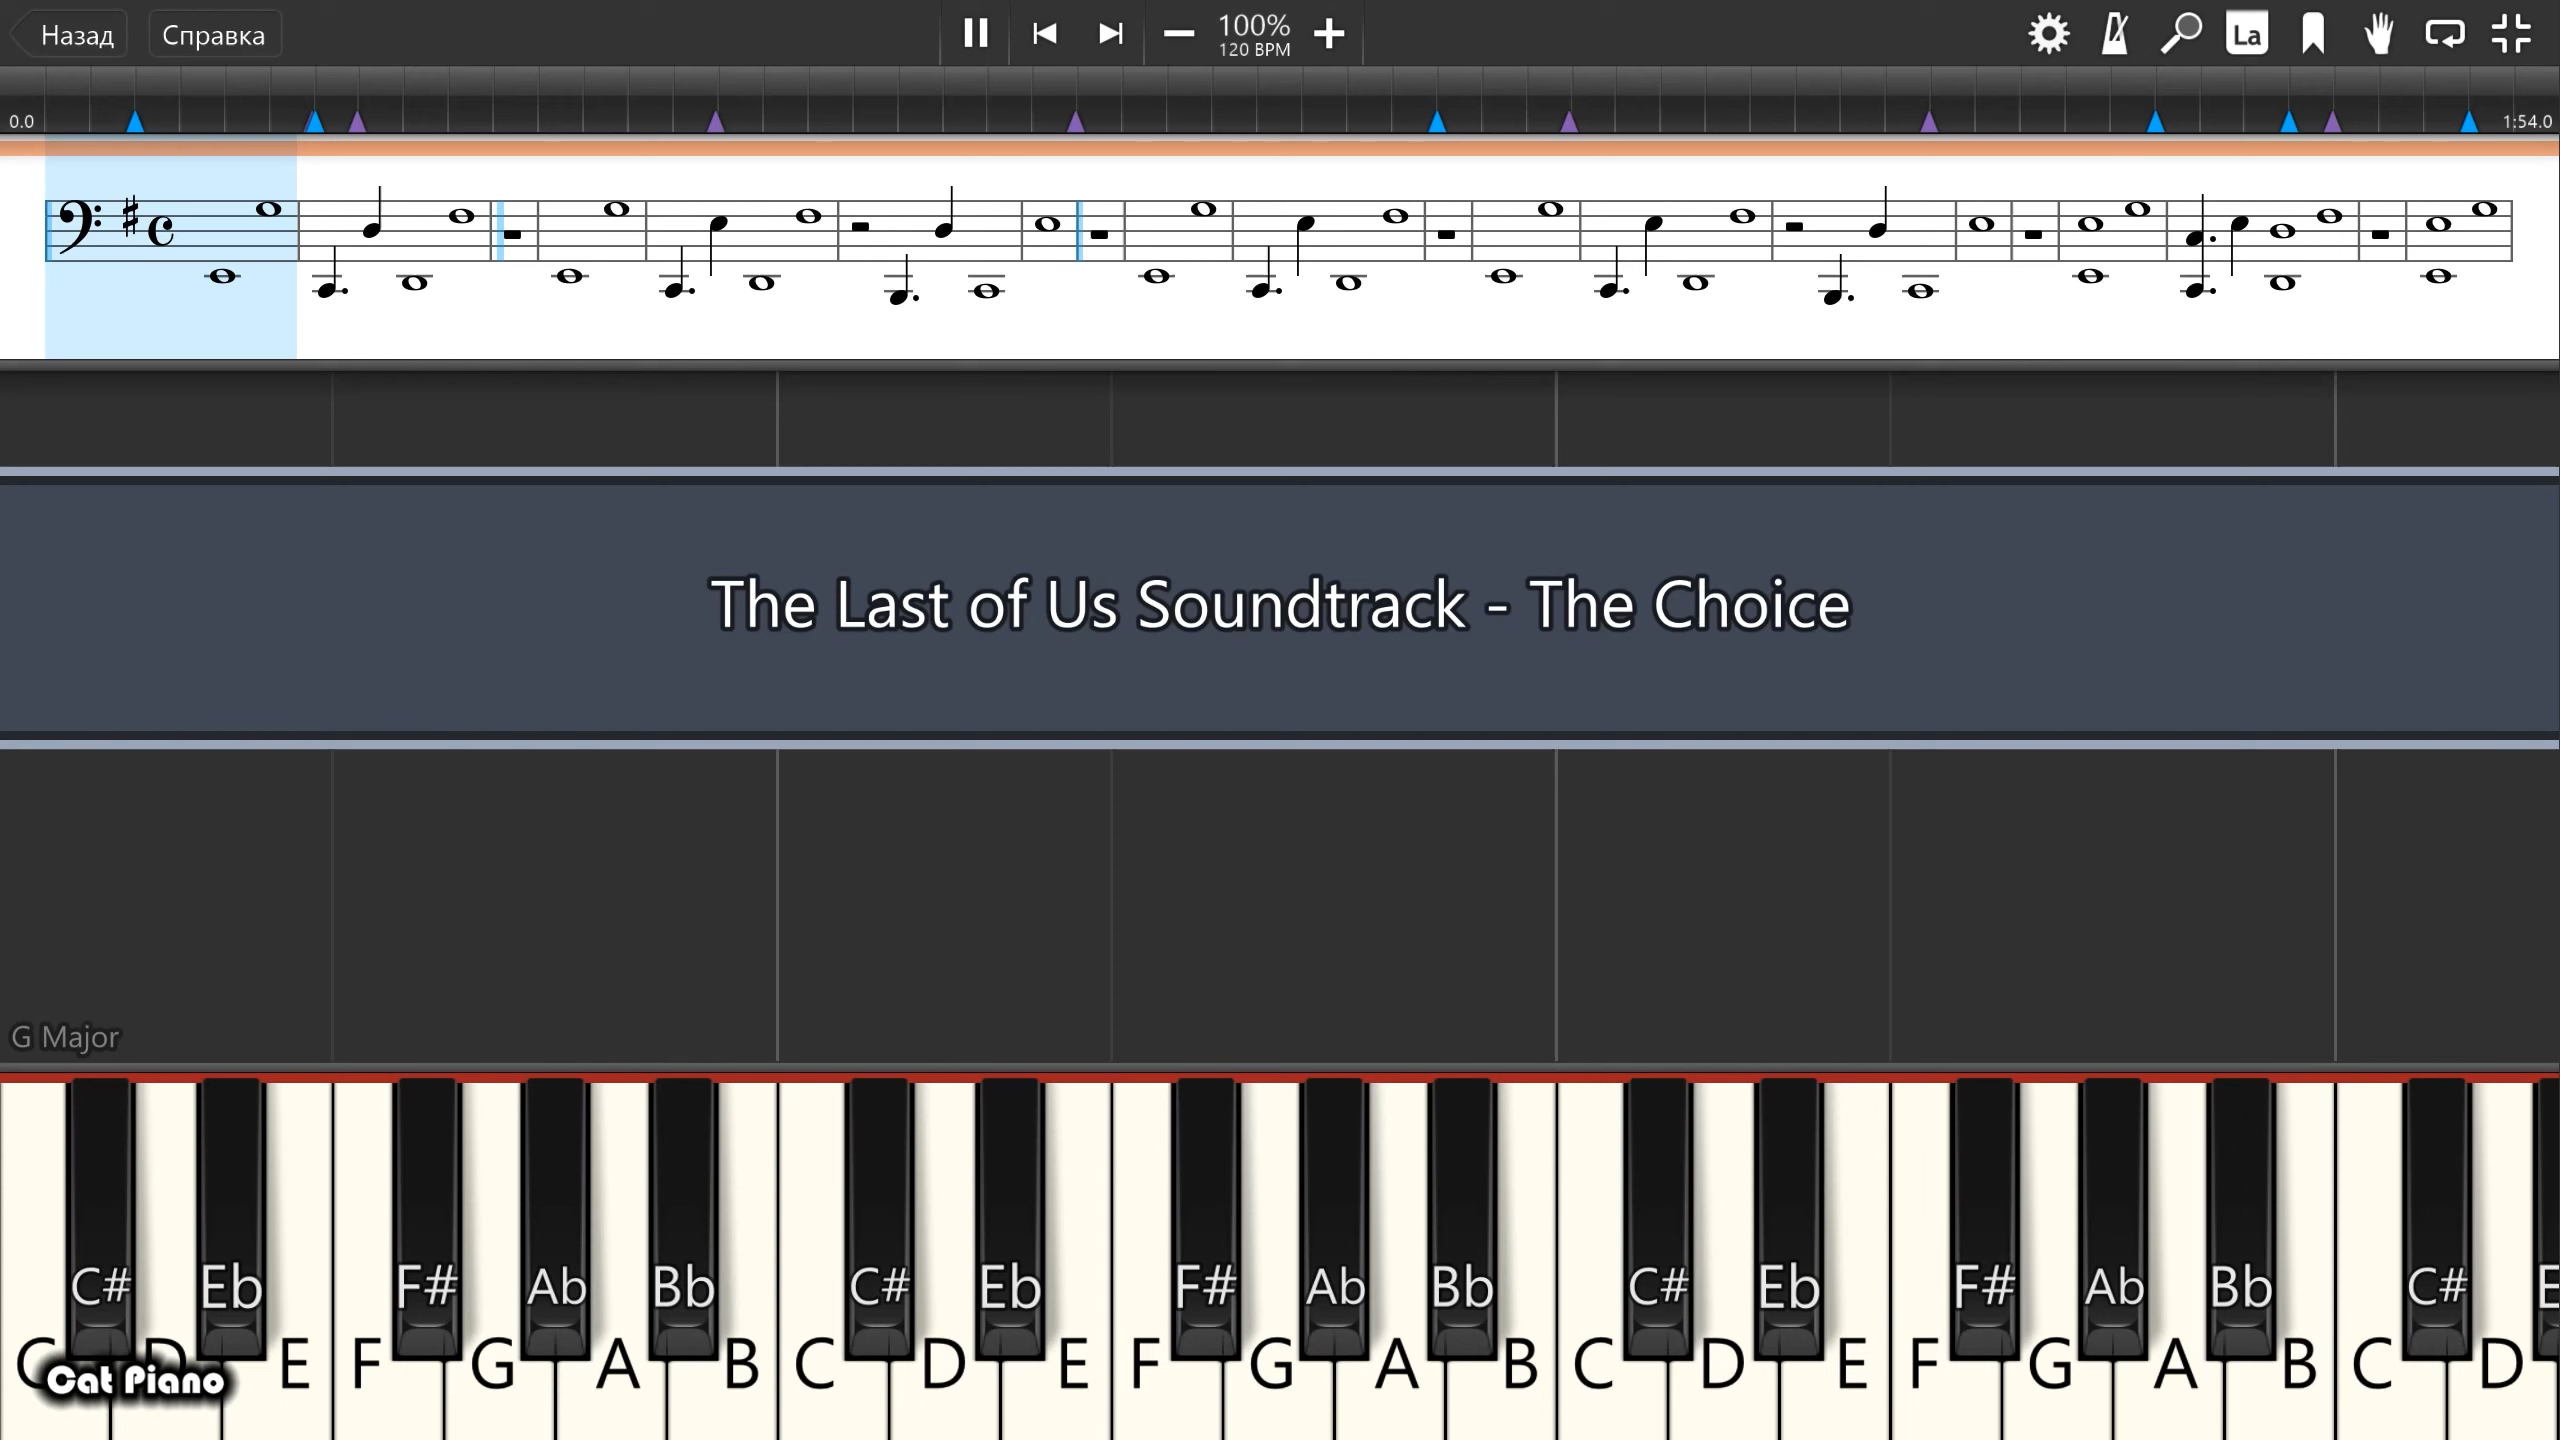 Назад Справка 100% La
120 BPM
0.0 1:54.0
The Last of Us Soundtrack - The Choice
G Major
C# Eb F# Ab Bb C# Eb F# Ab Bb C# Eb F# Ab Bb C# E
C D E F G A B C D E F G A B C D E F G A B C D
Cat Piano